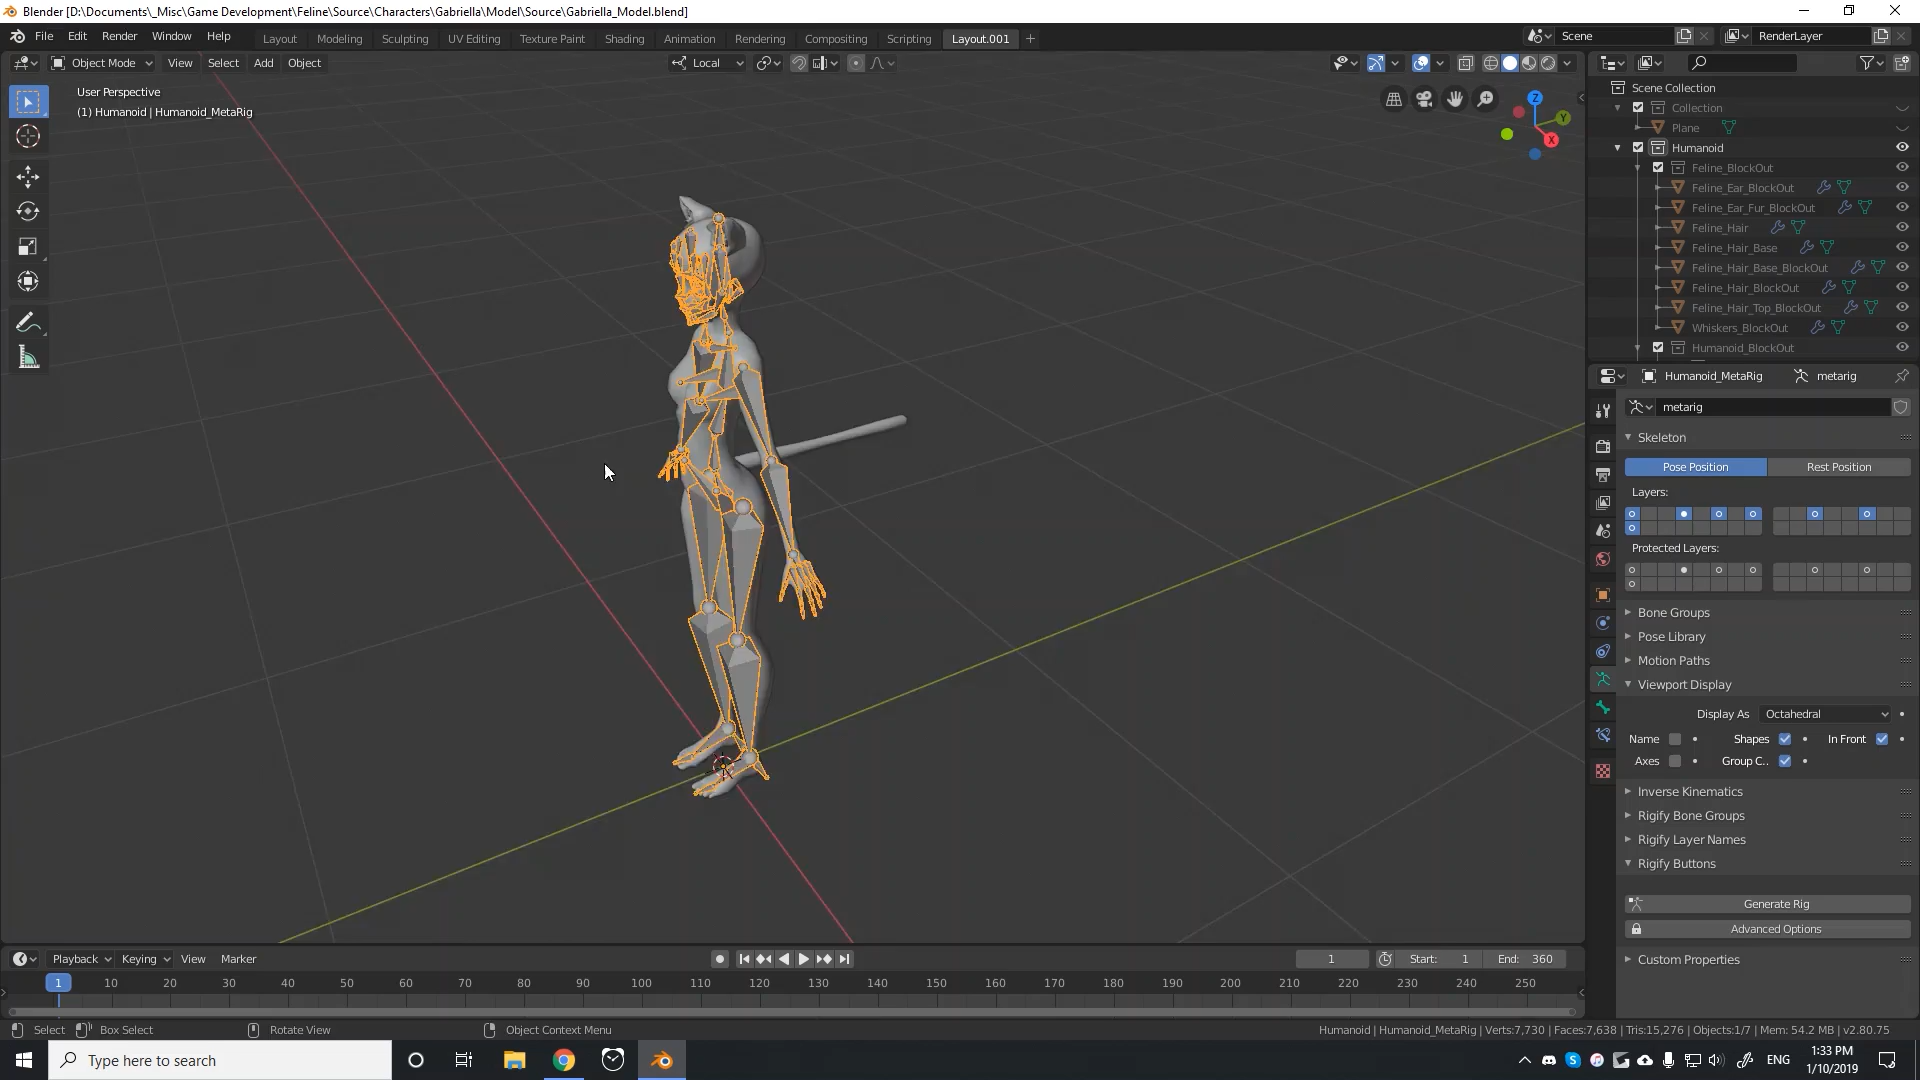 Blender [D:\Documents\_Misc\Game Development\Feline\Source\Characters\Gabriella\Model\Source\Gabriella_Model.blend]
File Edit Render Window Help Layout Modeling Sculpting UV Editing Texture Paint Shading Animation Rendering Compositing Scripting Layout.001 + Scene RenderLayer
Object Mode View Select Add Object Local
User Perspective
(1) Humanoid | Humanoid_MetaRig
Z
Y
X
Scene Collection
Collection
Plane
Humanoid
Feline_BlockOut
Feline_Ear_BlockOut
Feline_Ear_Fur_BlockOut
Feline_Hair
Feline_Hair_Base
Feline_Hair_Base_BlockOut
Feline_Hair_BlockOut
Feline_Hair_Top_BlockOut
Whiskers_BlockOut
Humanoid_BlockOut
Humanoid_MetaRig metarig
metarig
Skeleton
Pose Position Rest Position
Layers:
Protected Layers:
Bone Groups
Pose Library
Motion Paths
Viewport Display
Display As Octahedral
Name Shapes In Front
Axes Group C..
Inverse Kinematics
Rigify Bone Groups
Rigify Layer Names
Rigify Buttons
Generate Rig
Advanced Options
Custom Properties
Playback Keying View Marker 1 Start: 1 End: 360
1 10 20 30 40 50 60 70 80 90 100 110 120 130 140 150 160 170 180 190 200 210 220 230 240 250
Select Box Select Rotate View Object Context Menu Humanoid | Humanoid_MetaRig | Verts:7,730 | Faces:7,638 | Tris:15,276 | Objects:1/7 | Mem: 54.2 MB | v2.80.75
Type here to search ENG 1:33 PM
1/10/2019